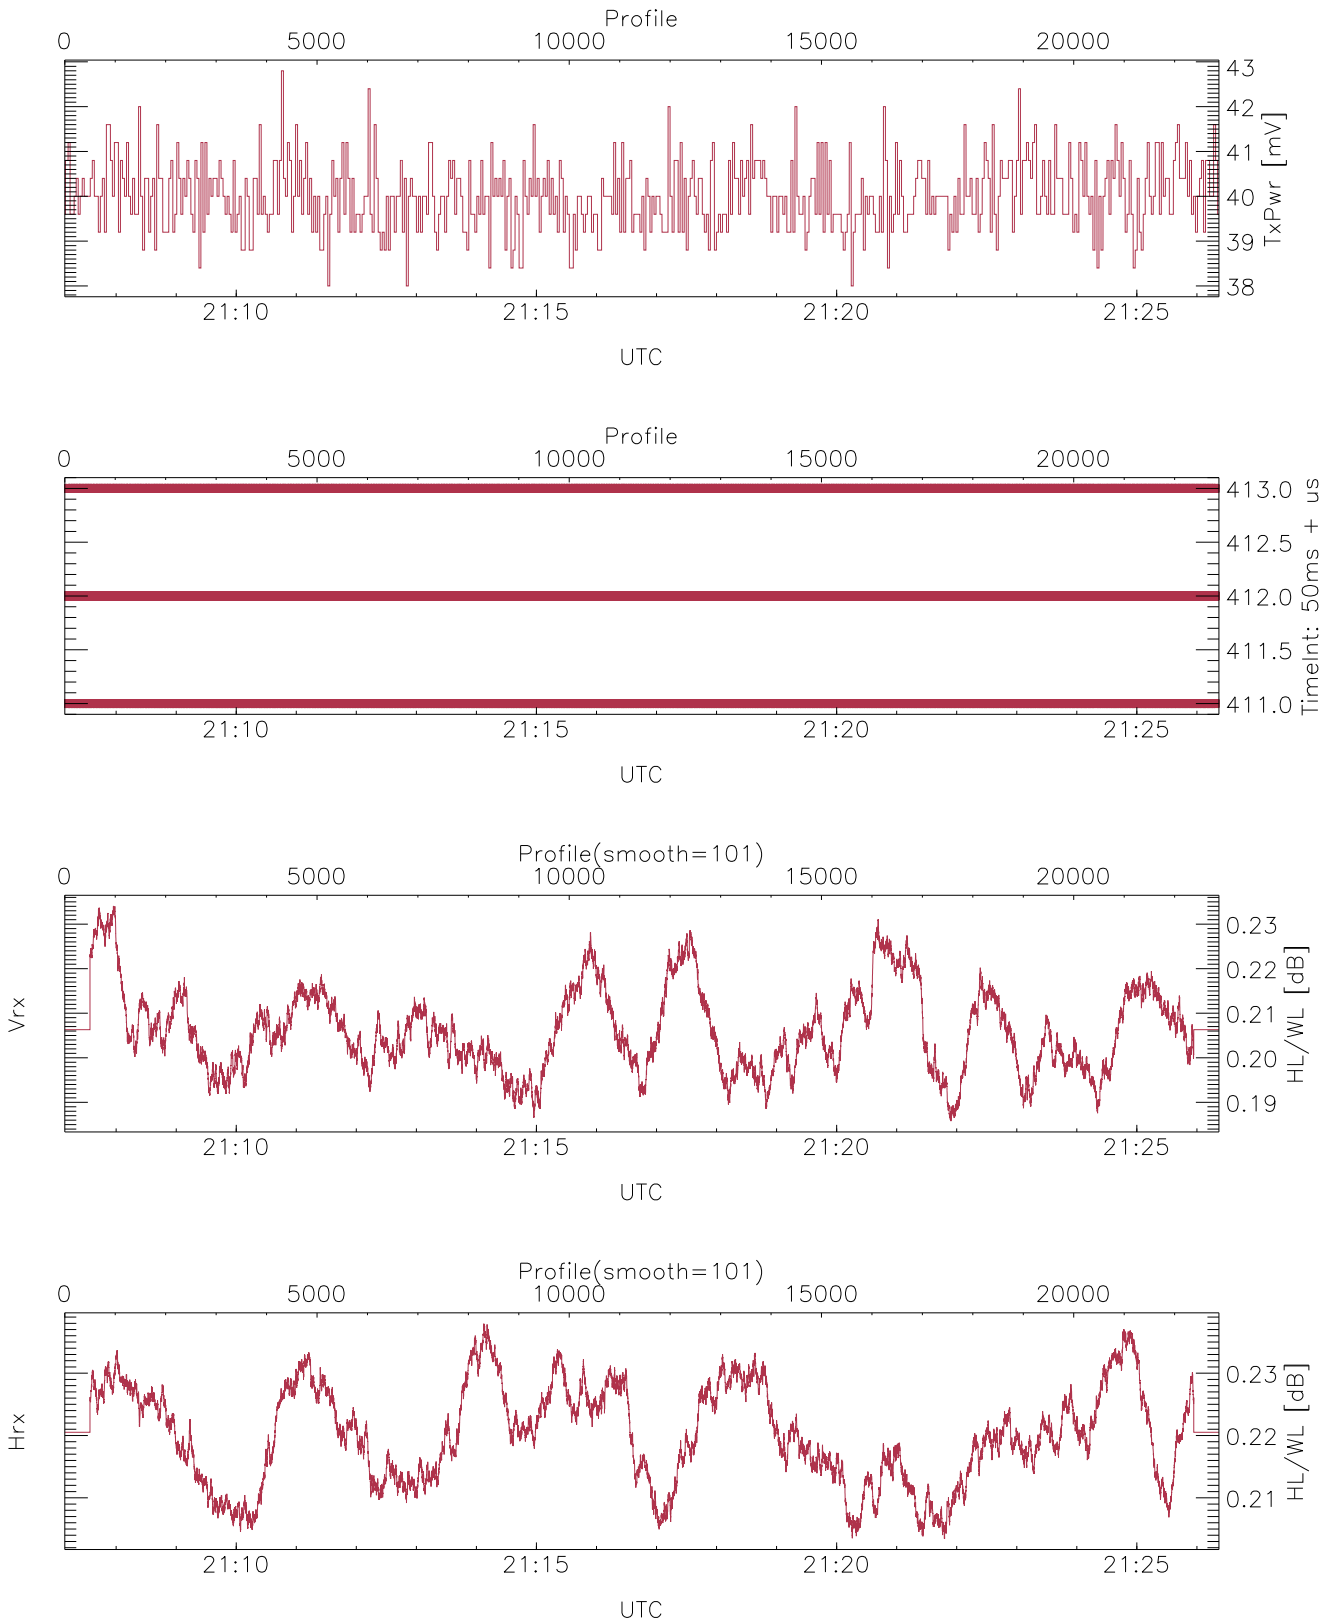 Profile
0 5000 10000 15000 20000
43
42
41
40
39
38
TxPwr [mV]
21:10 21:15 21:20 21:25
UTC
Profile
0 5000 10000 15000 20000
413.0
412.5
412.0
411.5
411.0
TimeInt: 50ms + us
21:10 21:15 21:20 21:25
UTC
Profile(smooth=101)
0 5000 10000 15000 20000
Vrx
0.23
0.22
0.21
0.20
0.19
HL/WL [dB]
21:10 21:15 21:20 21:25
UTC
Profile(smooth=101)
0 5000 10000 15000 20000
Hrx
0.23
0.22
0.21
HL/WL [dB]
21:10 21:15 21:20 21:25
UTC